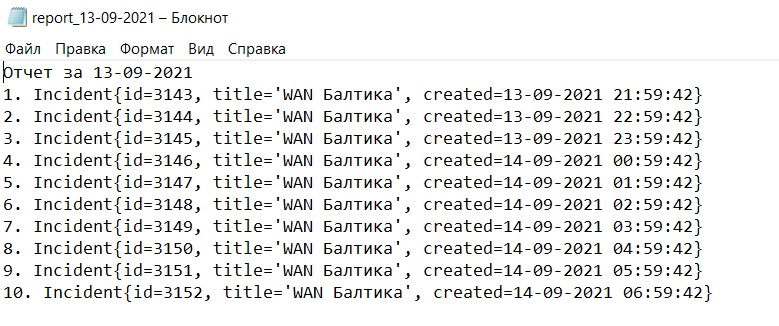 report_13-09-2021 – Блокнот
Файл Правка Формат Вид Справка
Отчет за 13-09-2021
1. Incident{id=3143, title='WAN Балтика', created=13-09-2021 21:59:42}
2. Incident{id=3144, title='WAN Балтика', created=13-09-2021 22:59:42}
3. Incident{id=3145, title='WAN Балтика', created=13-09-2021 23:59:42}
4. Incident{id=3146, title='WAN Балтика', created=14-09-2021 00:59:42}
5. Incident{id=3147, title='WAN Балтика', created=14-09-2021 01:59:42}
6. Incident{id=3148, title='WAN Балтика', created=14-09-2021 02:59:42}
7. Incident{id=3149, title='WAN Балтика', created=14-09-2021 03:59:42}
8. Incident{id=3150, title='WAN Балтика', created=14-09-2021 04:59:42}
9. Incident{id=3151, title='WAN Балтика', created=14-09-2021 05:59:42}
10. Incident{id=3152, title='WAN Балтика', created=14-09-2021 06:59:42}